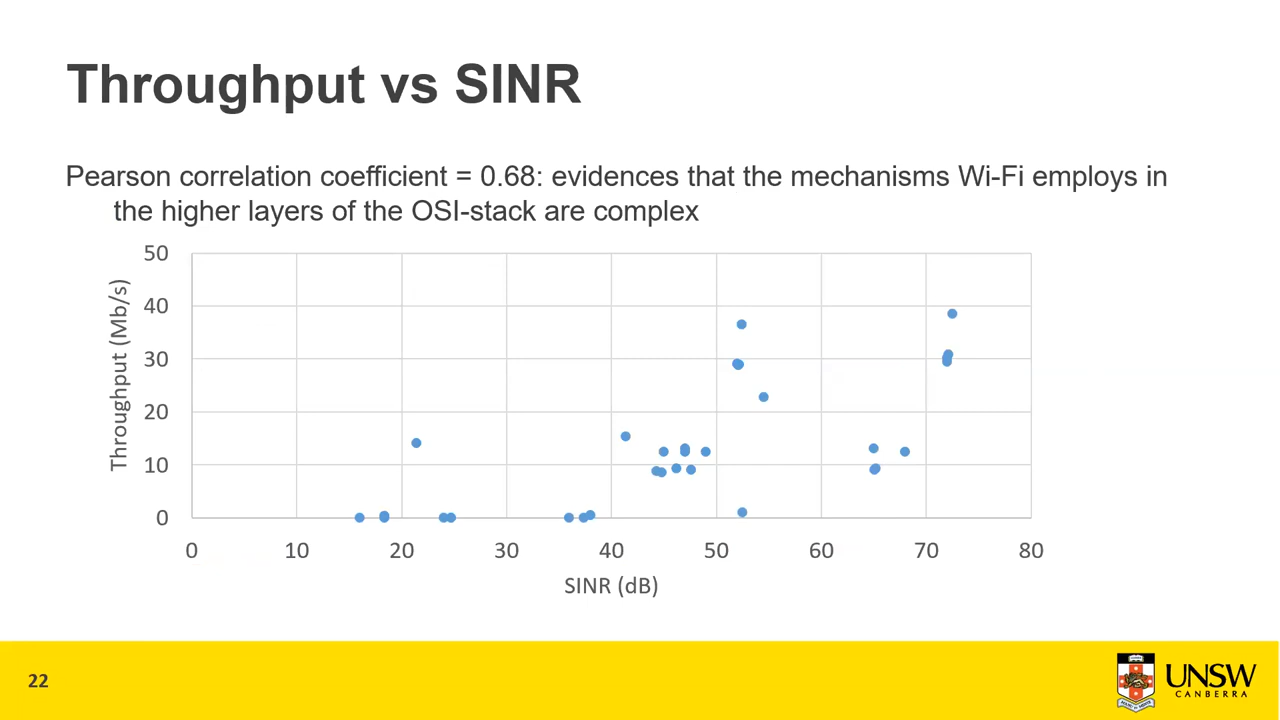 Throughput vs SINR
Pearson correlation coefficient = 0.68: evidences that the mechanisms Wi-Fi employs in
the higher layers of the OSI-stack are complex
50
40
30
20
10
0
Throughput (Mb/s)
0 10 20 30 40 50 60 70 80
SINR (dB)
22
UNSW
CANBERRA